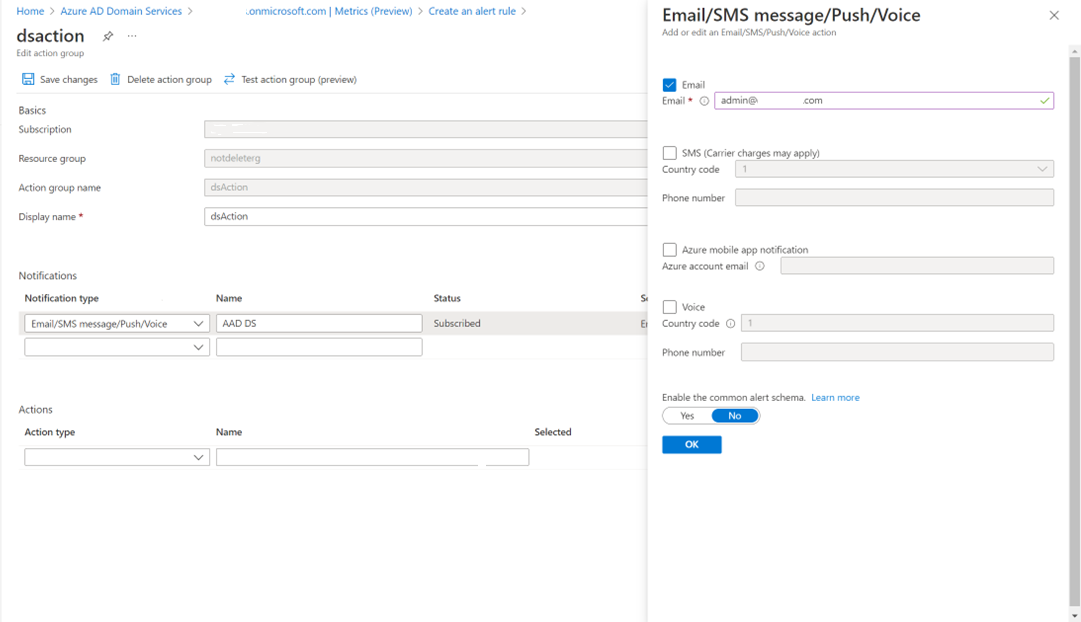 Home > Azure AD Domain Services > .onmicrosoft.com | Metrics (Preview) > Create an alert rule >
dsaction ...
Edit action group
Save changes Delete action group Test action group (preview)
Basics
Subscription
Resource group notdeleterg
Action group name dsAction
Display name * dsAction
Notifications
Notification type Name Status
Email/SMS message/Push/Voice AAD DS Subscribed
Actions
Action type Name Selected
Email/SMS message/Push/Voice
Add or edit an Email/SMS/Push/Voice action
Email
Email * admin@ .com
SMS (Carrier charges may apply)
Country code 1
Phone number
Azure mobile app notification
Azure account email
Voice
Country code 1
Phone number
Enable the common alert schema. Learn more
Yes No
OK